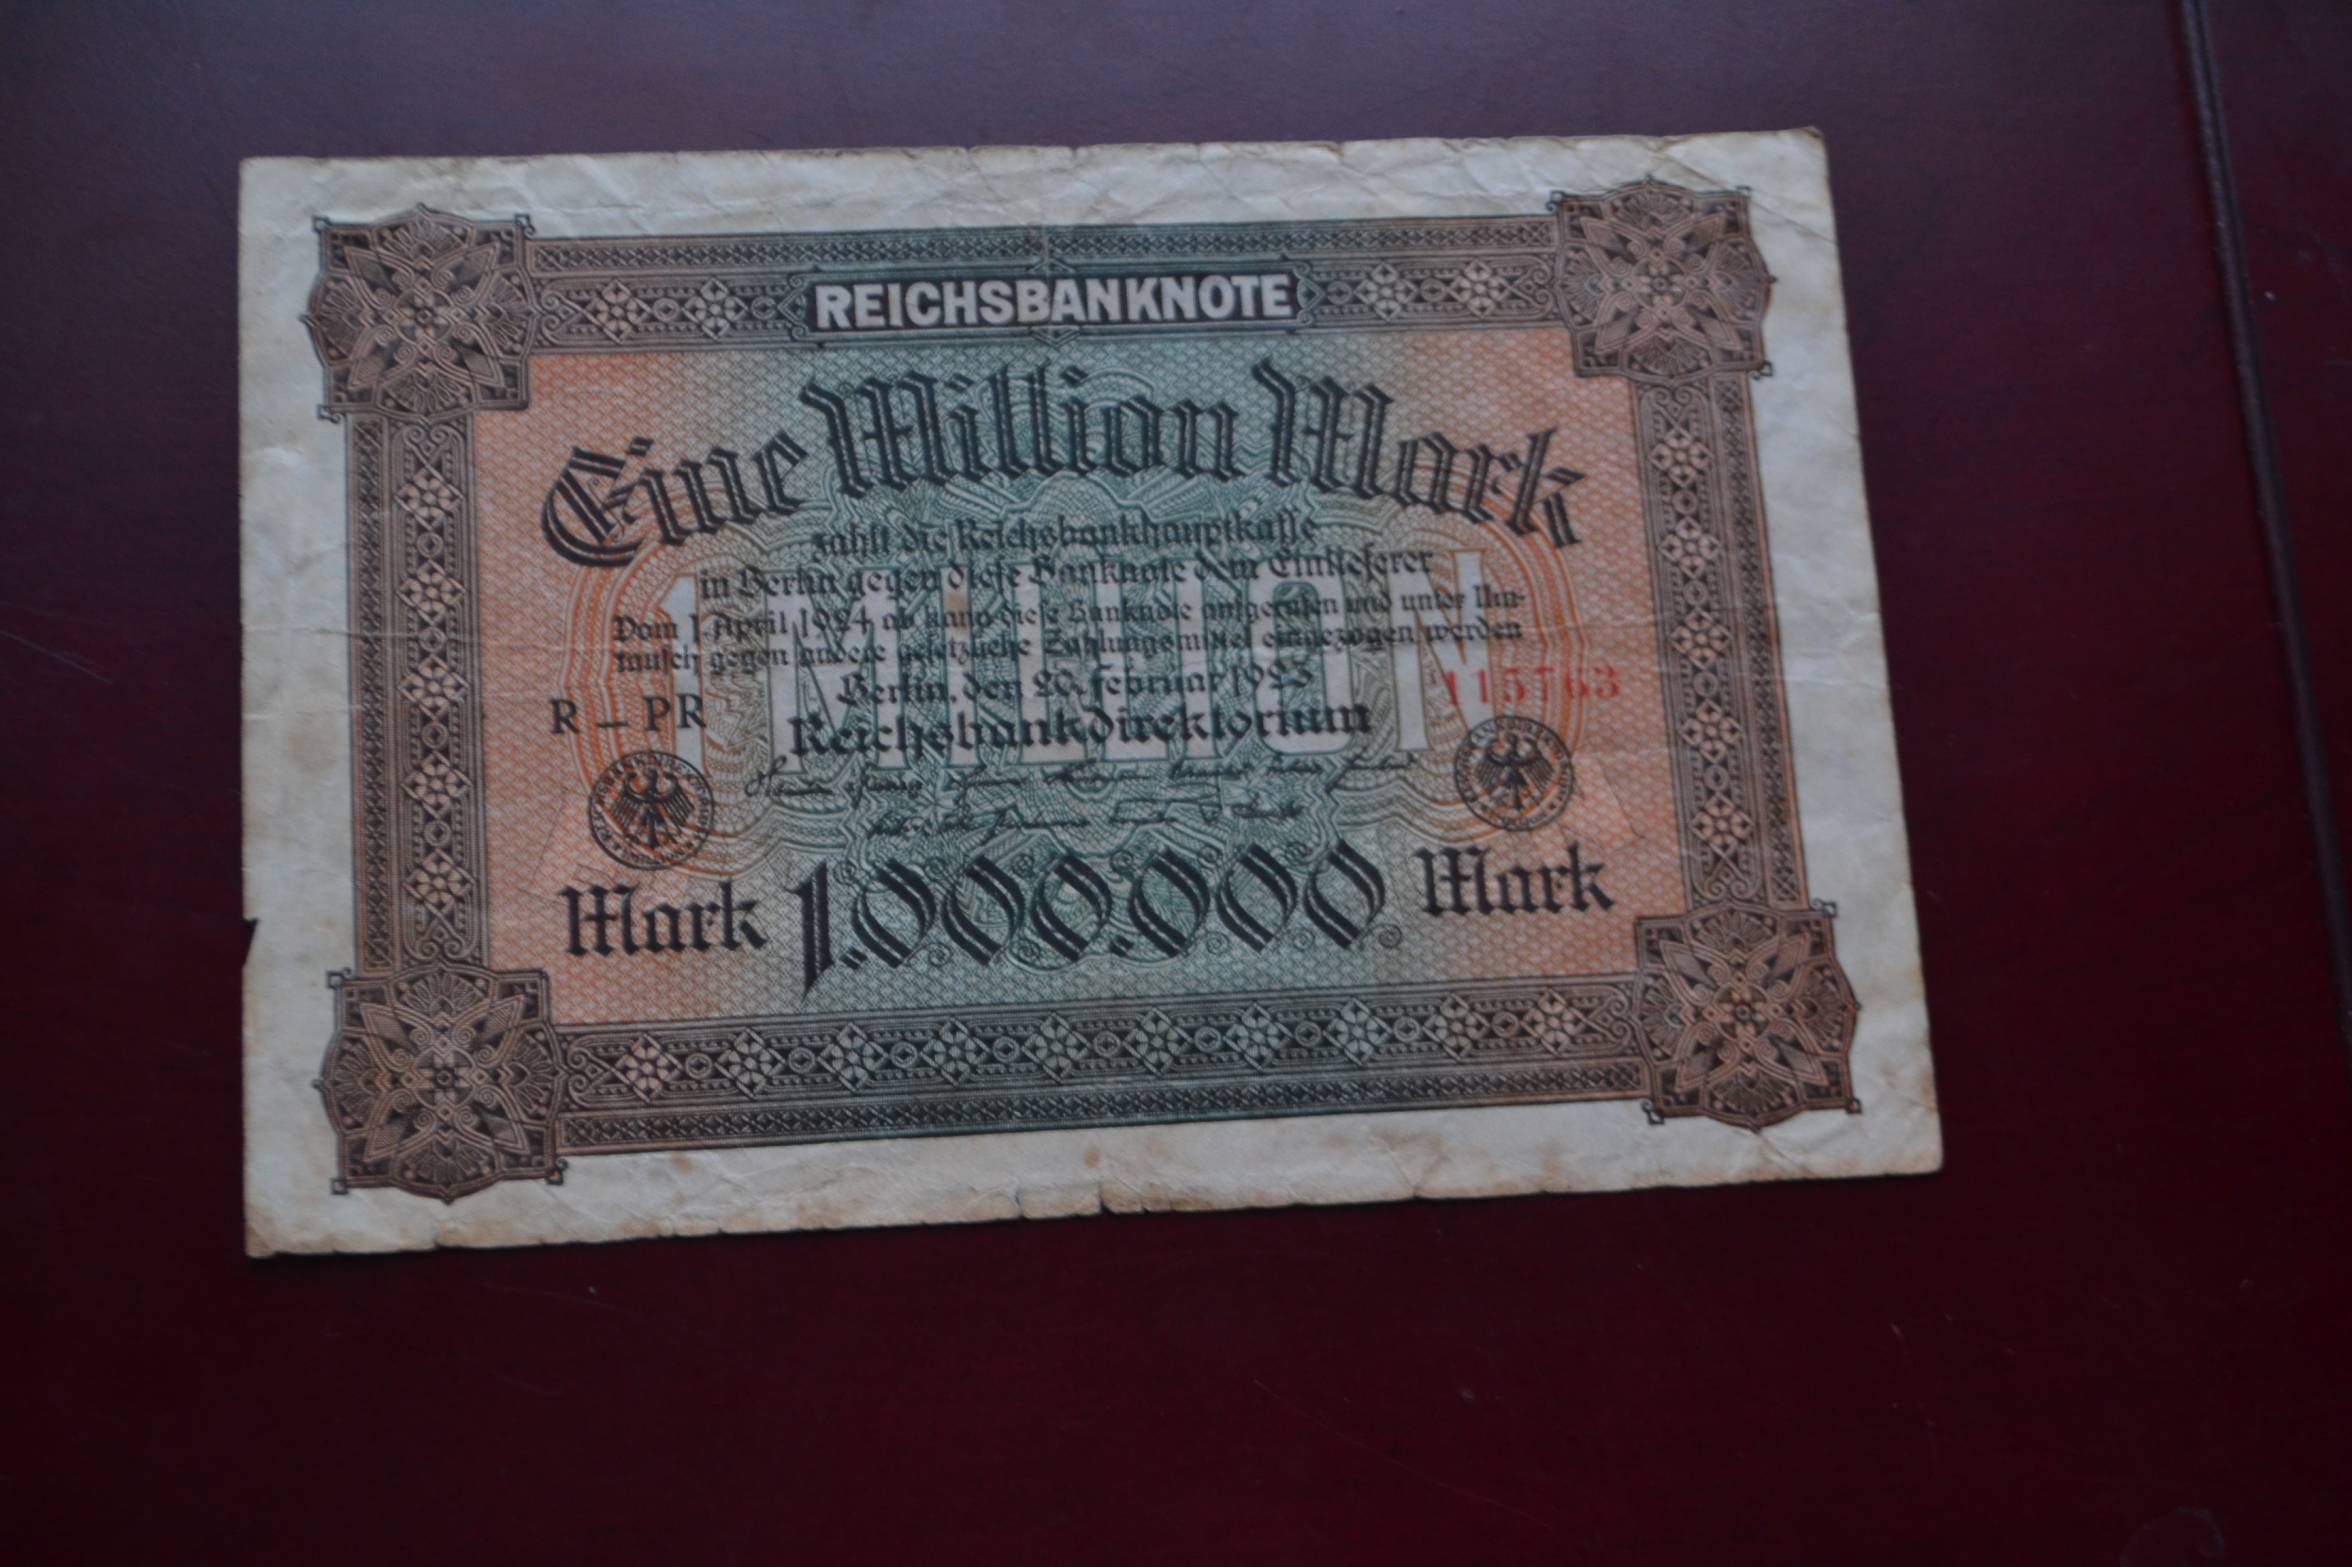 REICHSBANKNOTE
Eine Million Mark
zahlt die Reichsbankhauptkasse
in Berlin gegen diese Banknote dem Einlieferer
Vom 1. April 1924 ab kann diese Banknote aufgerufen und unter Um-
tausch gegen andere gesetzliche Zahlungsmittel eingezogen werden
Berlin, den 20. Februar 1923
115763
R - PR
Reichsbankdirektorium
1 MILLION
Mark 1.000.000 Mark